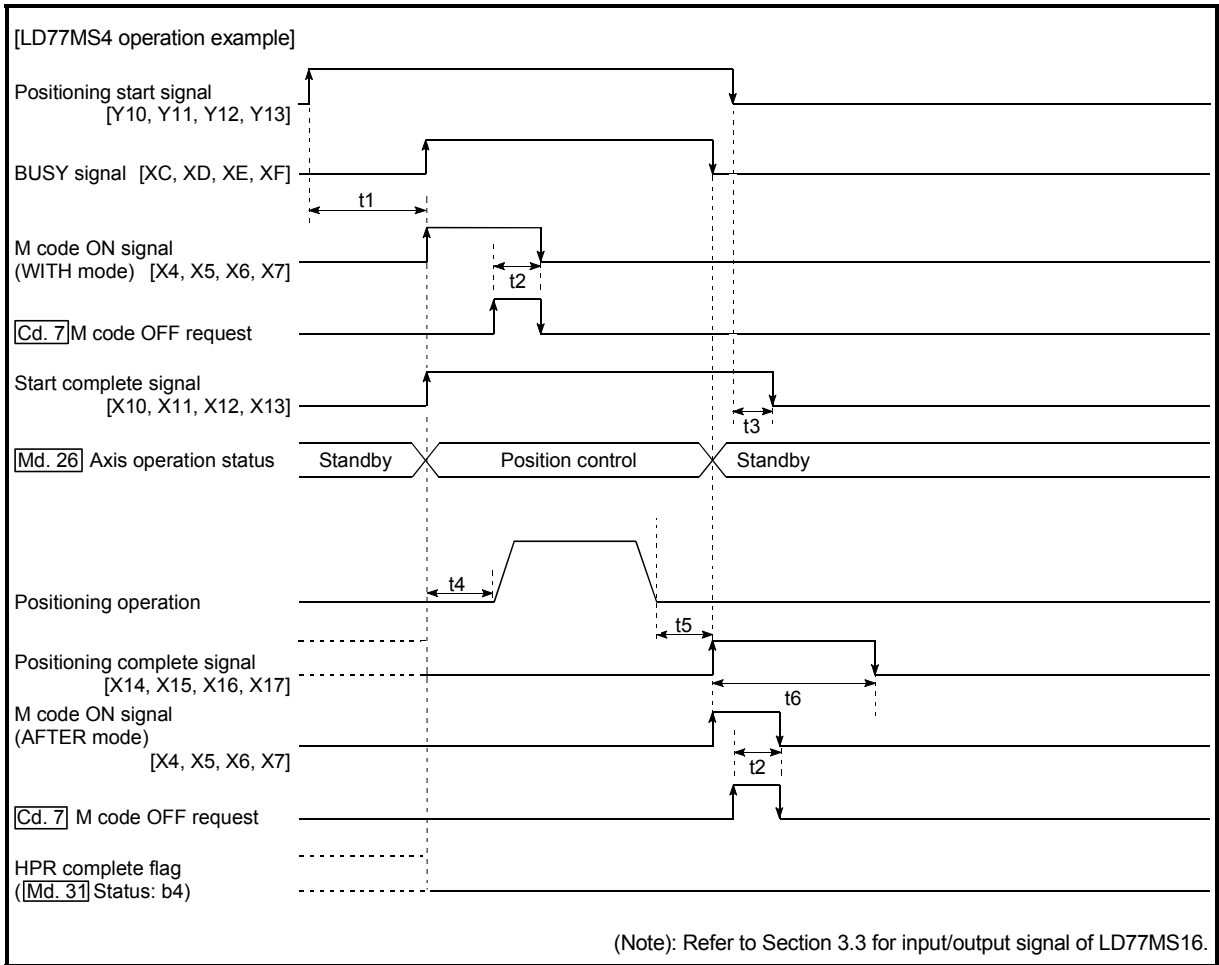 [LD77MS4 operation example]
Positioning start signal
[Y10, Y11, Y12, Y13]
BUSY signal [XC, XD, XE, XF]
t1
M code ON signal
(WITH mode) [X4, X5, X6, X7]
t2
Cd. 7 M code OFF request
Start complete signal
[X10, X11, X12, X13]
t3
Md. 26 Axis operation status
Standby
Position control
Standby
t4
Positioning operation
t5
Positioning complete signal
[X14, X15, X16, X17]
t6
M code ON signal
(AFTER mode)
[X4, X5, X6, X7]
t2
Cd. 7 M code OFF request
HPR complete flag
(Md. 31 Status: b4)
(Note): Refer to Section 3.3 for input/output signal of LD77MS16.